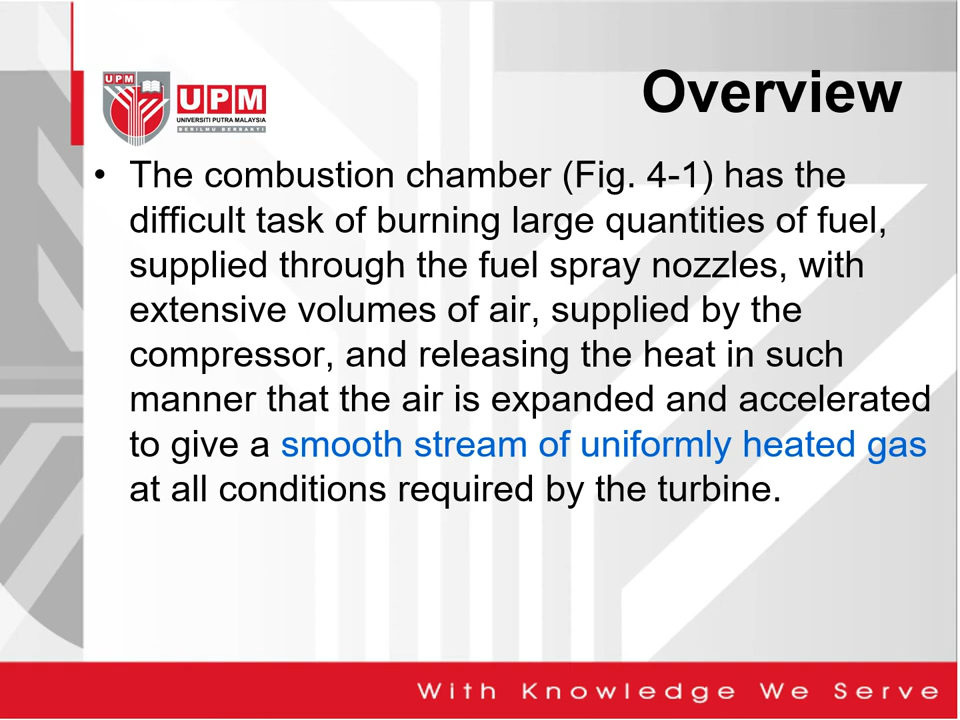 UPM
UPM
UNIVERSITI PUTRA MALAYSIA
BERILMU BERBAKTI
Overview
• The combustion chamber (Fig. 4-1) has the
difficult task of burning large quantities of fuel,
supplied through the fuel spray nozzles, with
extensive volumes of air, supplied by the
compressor, and releasing the heat in such
manner that the air is expanded and accelerated
to give a smooth stream of uniformly heated gas
at all conditions required by the turbine.
With Knowledge We Serve